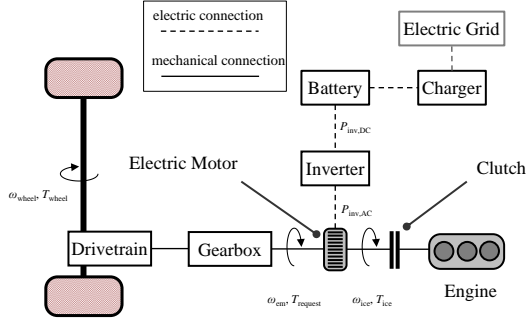 electric connection
mechanical connection
Electric Grid
Battery
Charger
P_inv,DC
Electric Motor
Inverter
Clutch
ω_wheel, T_wheel
P_inv,AC
Drivetrain
Gearbox
ω_em, T_request
ω_ice, T_ice
Engine